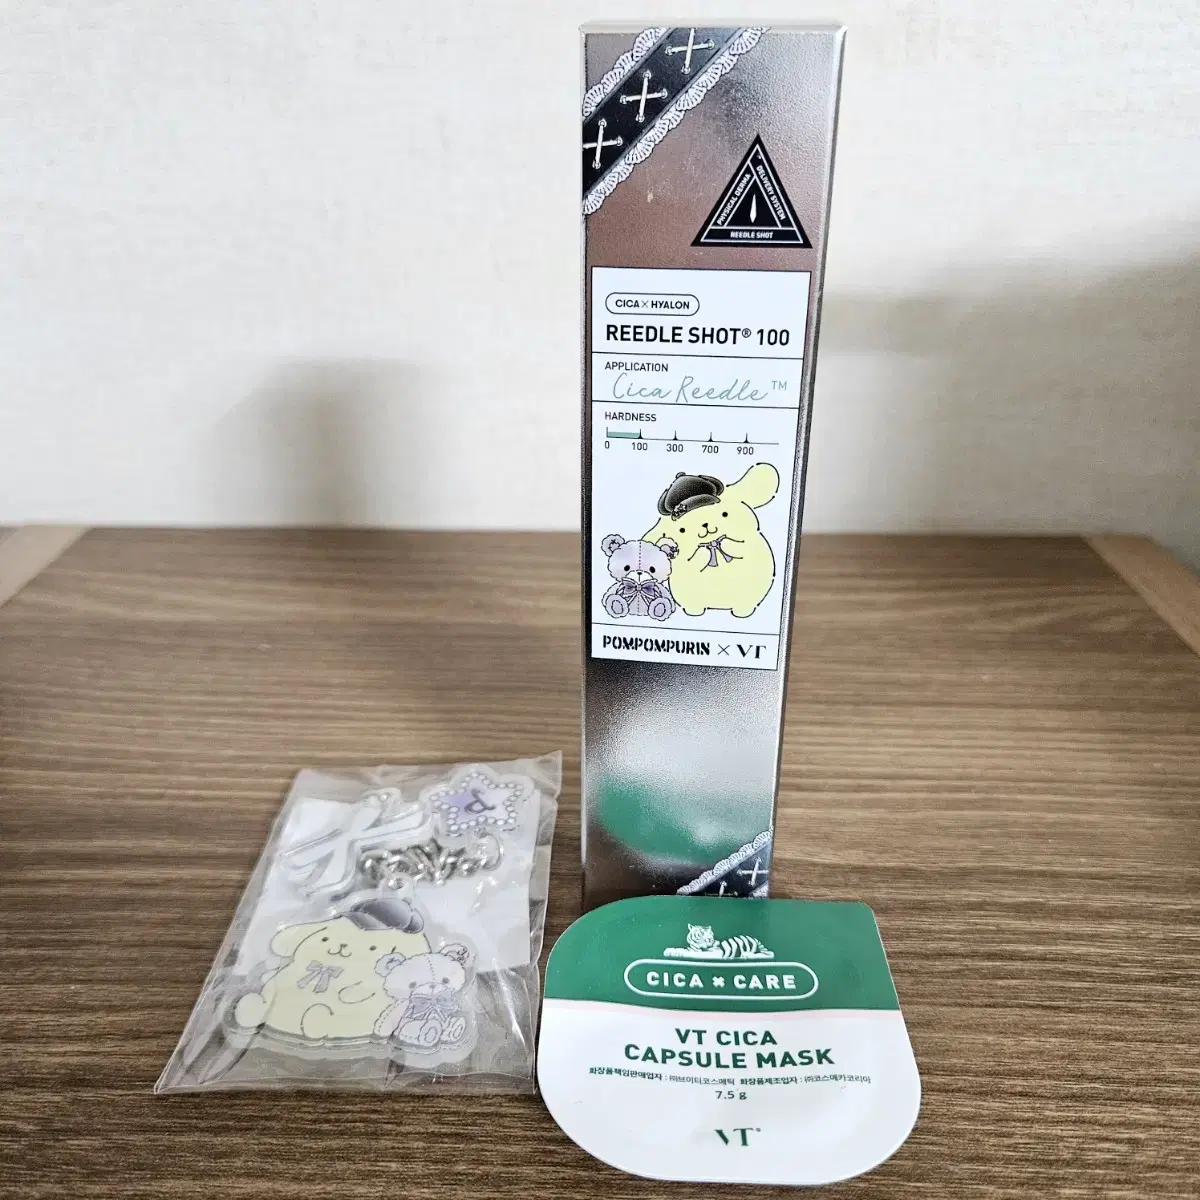 PHYSICAL DERMA
DELIVERY SYSTEM
REEDLE SHOT
CICA × HYALON
REEDLE SHOT® 100
APPLICATION
Cica Reedle™
HARDNESS
0 100 300 700 900
POMPOMPURIN × VT
CICA × CARE
VT CICA
CAPSULE MASK
화장품책임판매업자 : ㈜브이티코스메틱 화장품제조업자 : ㈜코스메카코리아
7.5 g
VT®